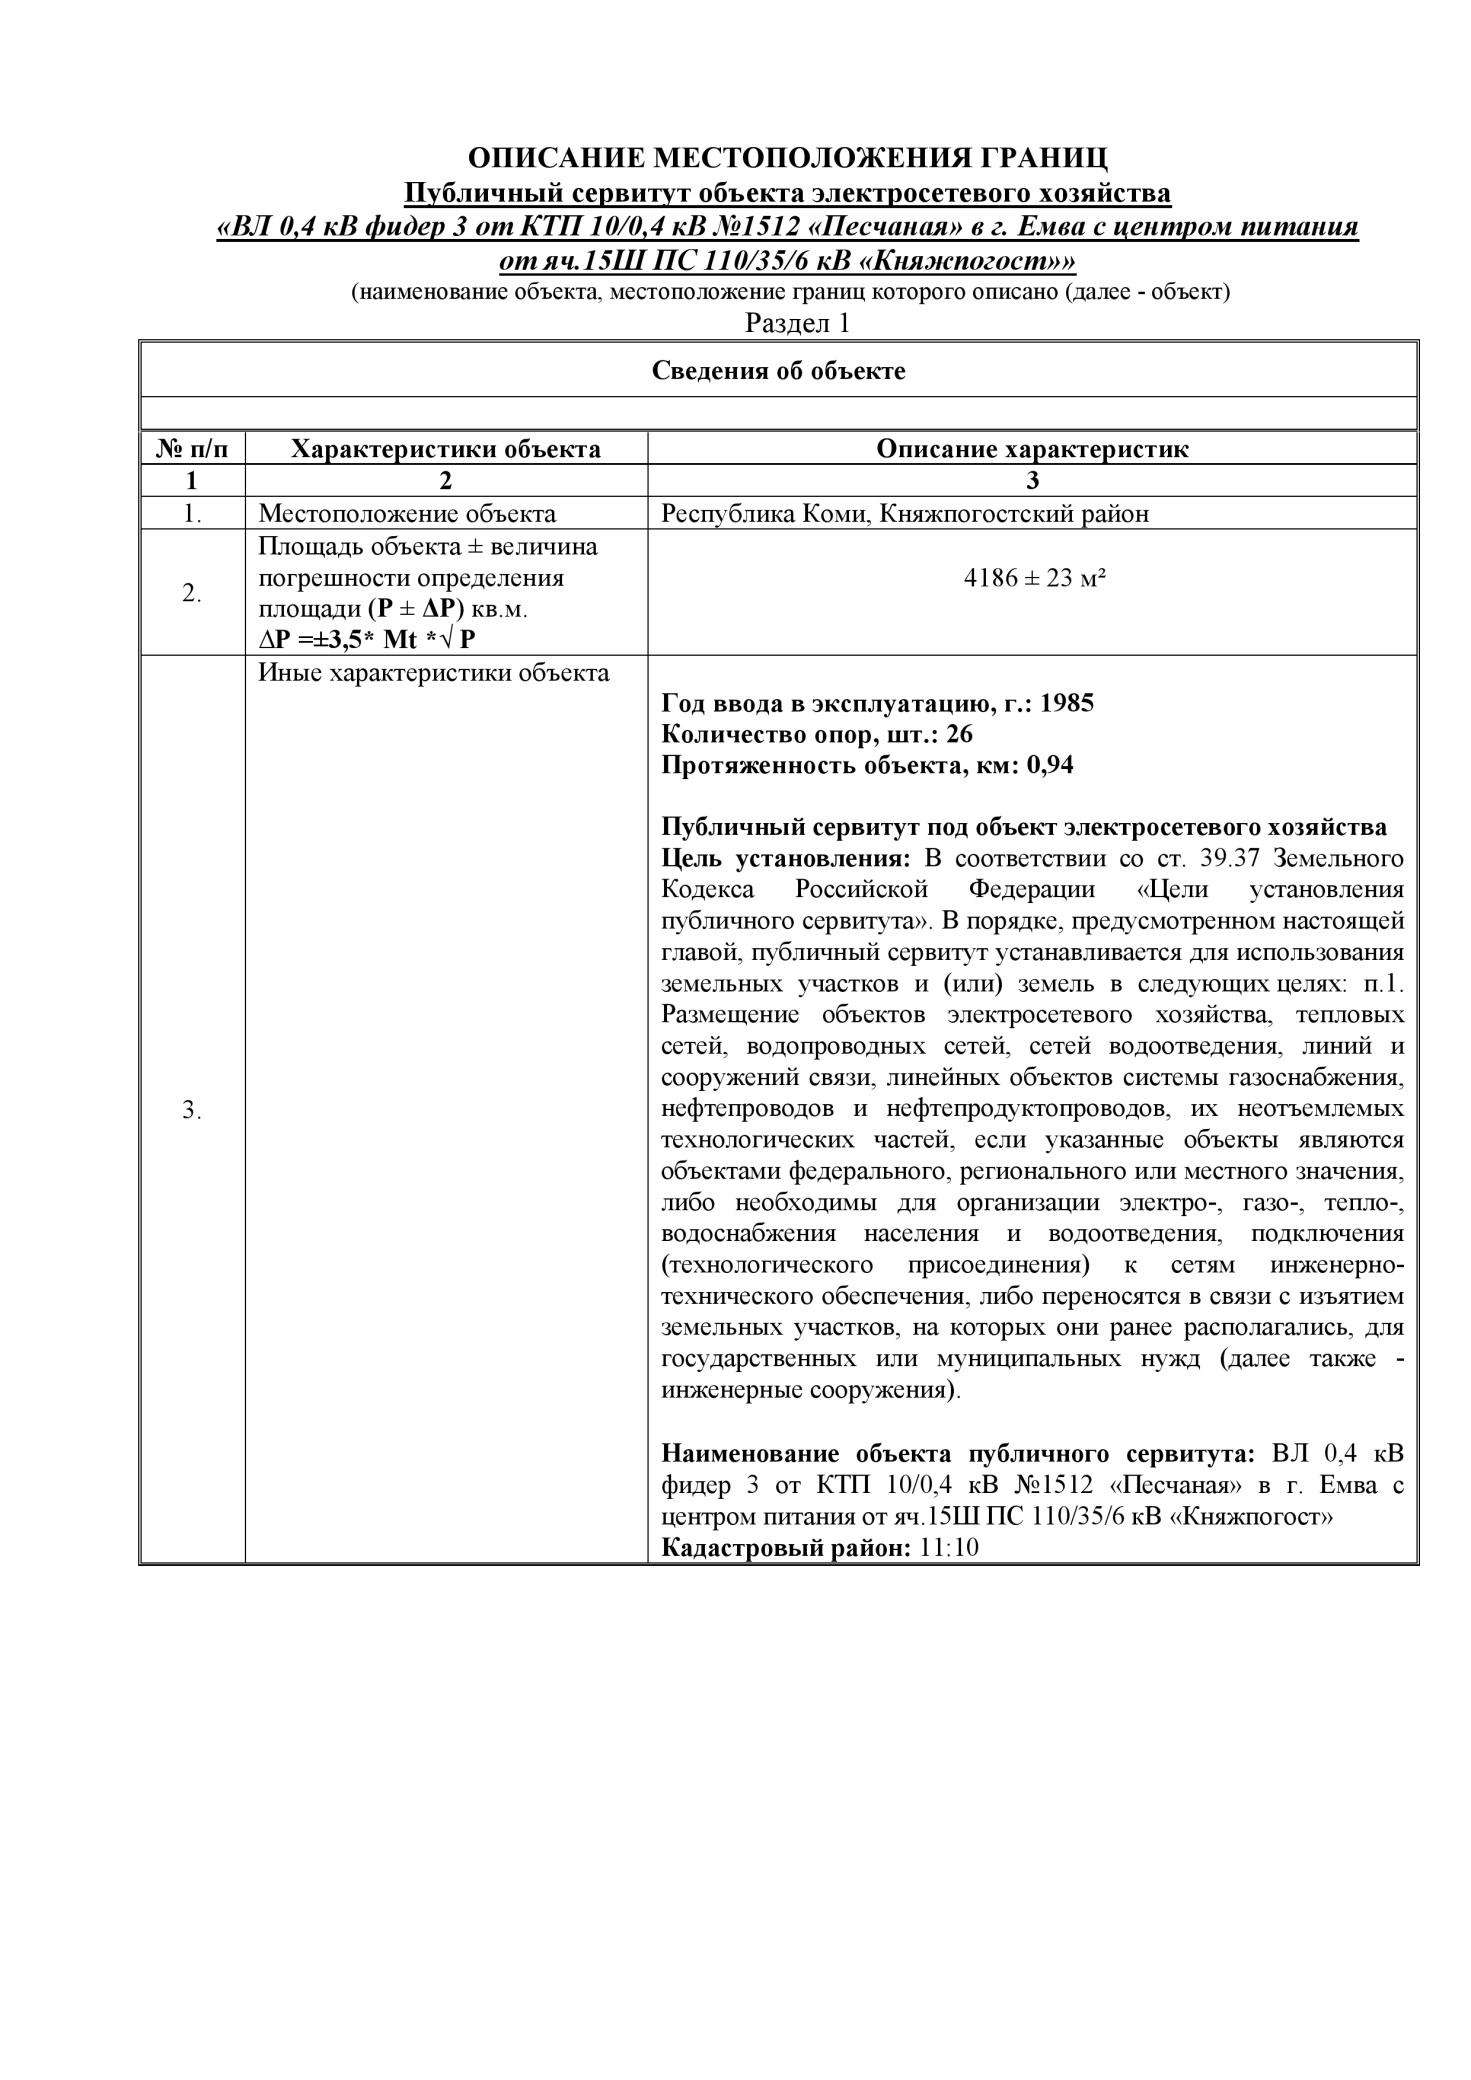 ОПИСАНИЕ МЕСТОПОЛОЖЕНИЯ ГРАНИЦ
Публичный сервитут объекта электросетевого хозяйства
«ВЛ 0,4 кВ фидер 3 от КТП 10/0,4 кВ №1512 «Песчаная» в г. Емва с центром питания
от яч.15Ш ПС 110/35/6 кВ «Княжпогост»»
(наименование объекта, местоположение границ которого описано (далее - объект)
Раздел 1
Сведения об объекте
№ п/п Характеристики объекта Описание характеристик
1 2 3
1. Местоположение объекта Республика Коми, Княжпогостский район
2. Площадь объекта ± величина
погрешности определения
площади (P ± ΔP) кв.м.
∆P =±3,5* Mt *√ P
4186 ± 23 м²
3. Иные характеристики объекта
Год ввода в эксплуатацию, г.: 1985
Количество опор, шт.: 26
Протяженность объекта, км: 0,94
Публичный сервитут под объект электросетевого хозяйства
Цель установления: В соответствии со ст. 39.37 Земельного
Кодекса Российской Федерации «Цели установления
публичного сервитута». В порядке, предусмотренном настоящей
главой, публичный сервитут устанавливается для использования
земельных участков и (или) земель в следующих целях: п.1.
Размещение объектов электросетевого хозяйства, тепловых
сетей, водопроводных сетей, сетей водоотведения, линий и
сооружений связи, линейных объектов системы газоснабжения,
нефтепроводов и нефтепродуктопроводов, их неотъемлемых
технологических частей, если указанные объекты являются
объектами федерального, регионального или местного значения,
либо необходимы для организации электро-, газо-, тепло-,
водоснабжения населения и водоотведения, подключения
(технологического присоединения) к сетям инженерно-
технического обеспечения, либо переносятся в связи с изъятием
земельных участков, на которых они ранее располагались, для
государственных или муниципальных нужд (далее также -
инженерные сооружения).
Наименование объекта публичного сервитута: ВЛ 0,4 кВ
фидер 3 от КТП 10/0,4 кВ №1512 «Песчаная» в г. Емва с
центром питания от яч.15Ш ПС 110/35/6 кВ «Княжпогост»
Кадастровый район: 11:10